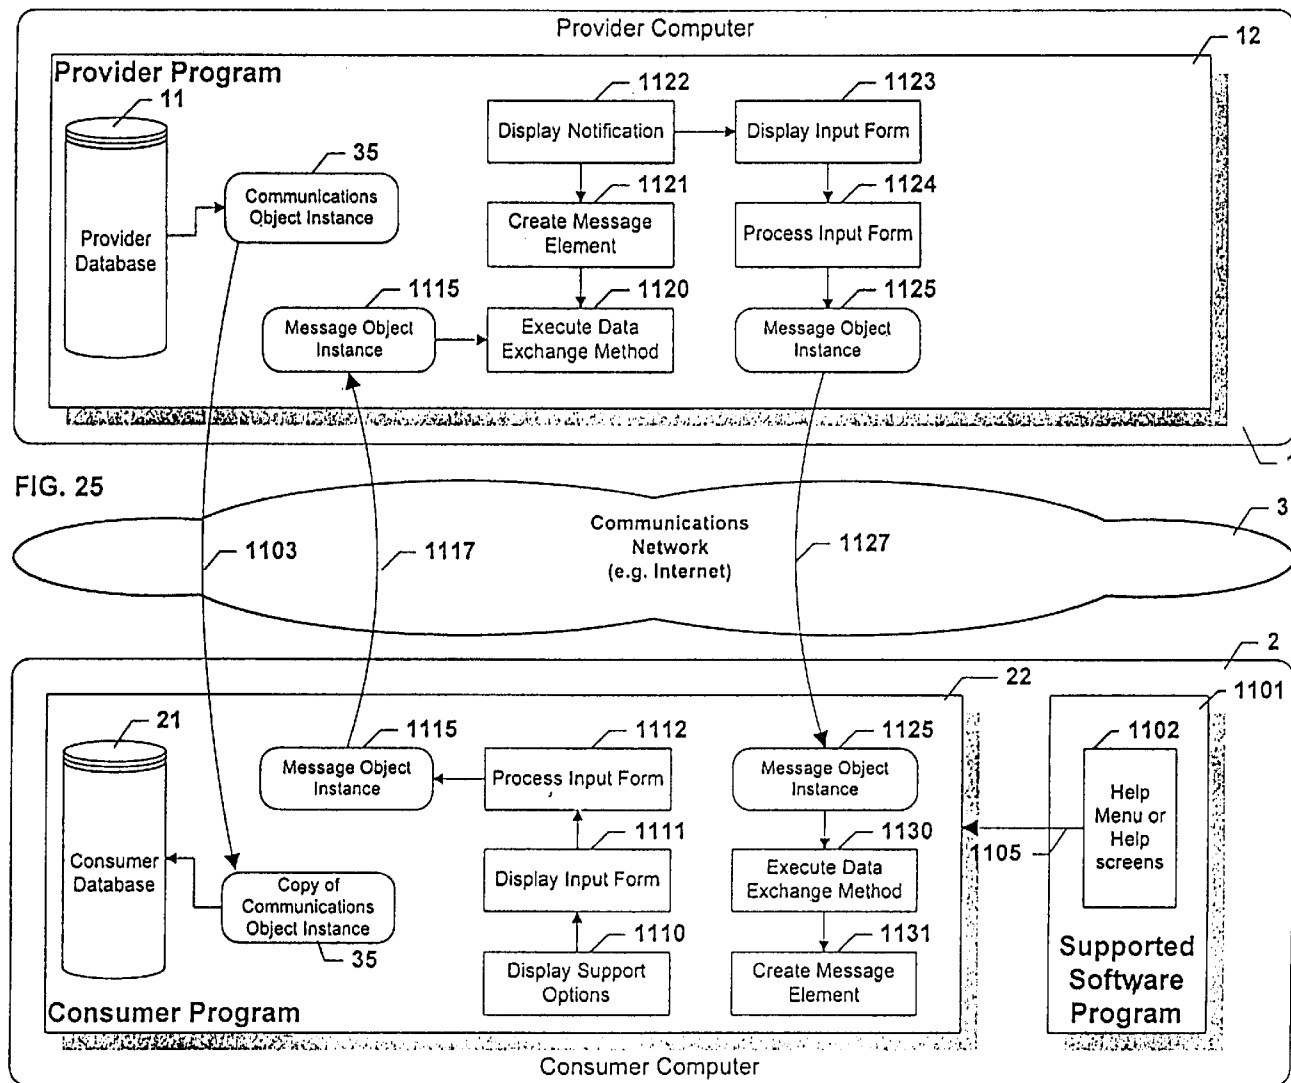 Provider Computer
12
Provider Program
11
1122
1123
Display Notification
Display Input Form
35
Communications
Object Instance
1121
1124
Create Message
Element
Process Input Form
Provider
Database
1115
1120
1125
Message Object
Instance
Execute Data
Exchange Method
Message Object
Instance
1
FIG. 25
3
Communications
Network
(e.g. Internet)
1103
1117
1127
2
22
1101
21
1115
1112
1125
1102
Message Object
Instance
Process Input Form
Message Object
Instance
Help
Menu or
Help
screens
1111
1130
1105
Consumer
Database
Display Input Form
Execute Data
Exchange Method
Copy of
Communications
Object Instance
35
1110
1131
Display Support
Options
Create Message
Element
Supported
Software
Program
Consumer Program
Consumer Computer